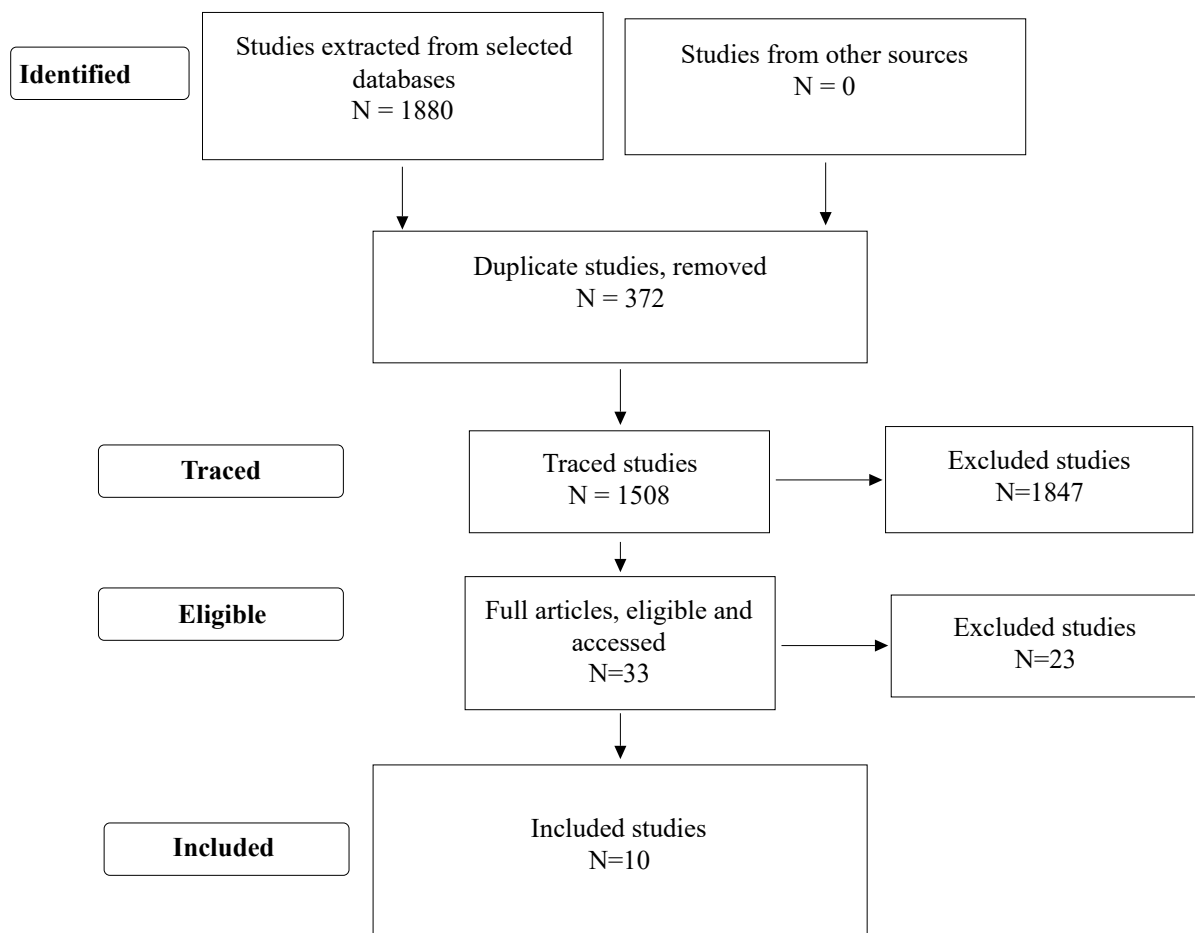 Identified
Studies extracted from selected
databases
N = 1880
Studies from other sources
N = 0
Duplicate studies, removed
N = 372
Traced
Traced studies
N = 1508
Excluded studies
N=1847
Eligible
Full articles, eligible and
accessed
N=33
Excluded studies
N=23
Included
Included studies
N=10